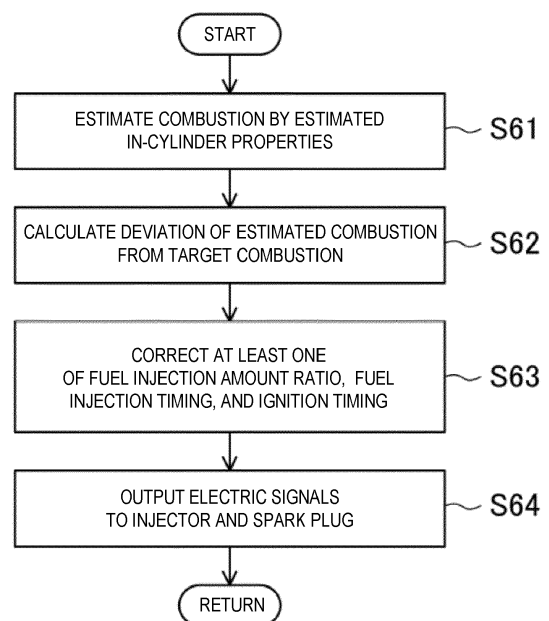 START
ESTIMATE COMBUSTION BY ESTIMATED
IN-CYLINDER PROPERTIES
S61
CALCULATE DEVIATION OF ESTIMATED COMBUSTION
FROM TARGET COMBUSTION
S62
CORRECT AT LEAST ONE
OF FUEL INJECTION AMOUNT RATIO, FUEL
INJECTION TIMING, AND IGNITION TIMING
S63
OUTPUT ELECTRIC SIGNALS
TO INJECTOR AND SPARK PLUG
S64
RETURN